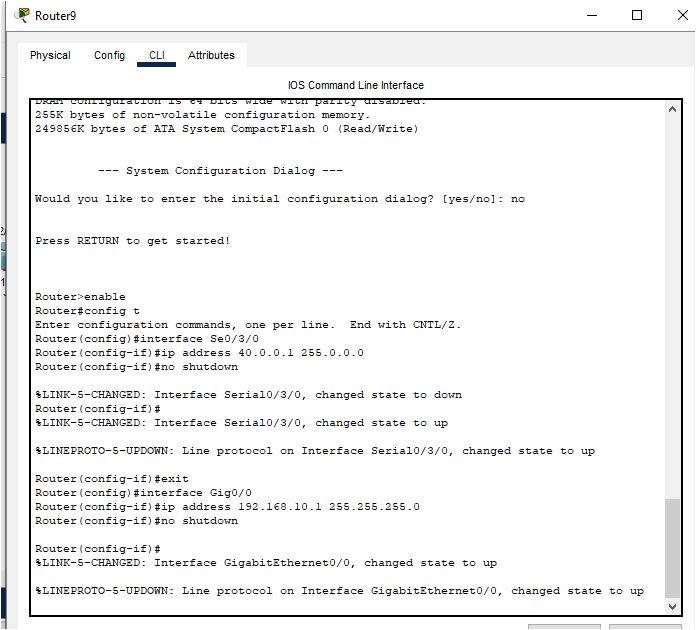 Router9
Physical Config CLI Attributes
IOS Command Line Interface
DRAM configuration is 64 bits wide with parity disabled.
255K bytes of non-volatile configuration memory.
249856K bytes of ATA System CompactFlash 0 (Read/Write)
--- System Configuration Dialog ---
Would you like to enter the initial configuration dialog? [yes/no]: no
Press RETURN to get started!
Router>enable
Router#config t
Enter configuration commands, one per line.  End with CNTL/Z.
Router(config)#interface Se0/3/0
Router(config-if)#ip address 40.0.0.1 255.0.0.0
Router(config-if)#no shutdown
%LINK-5-CHANGED: Interface Serial0/3/0, changed state to down
Router(config-if)#
%LINK-5-CHANGED: Interface Serial0/3/0, changed state to up
%LINEPROTO-5-UPDOWN: Line protocol on Interface Serial0/3/0, changed state to up
Router(config-if)#exit
Router(config)#interface Gig0/0
Router(config-if)#ip address 192.168.10.1 255.255.255.0
Router(config-if)#no shutdown
Router(config-if)#
%LINK-5-CHANGED: Interface GigabitEthernet0/0, changed state to up
%LINEPROTO-5-UPDOWN: Line protocol on Interface GigabitEthernet0/0, changed state to up